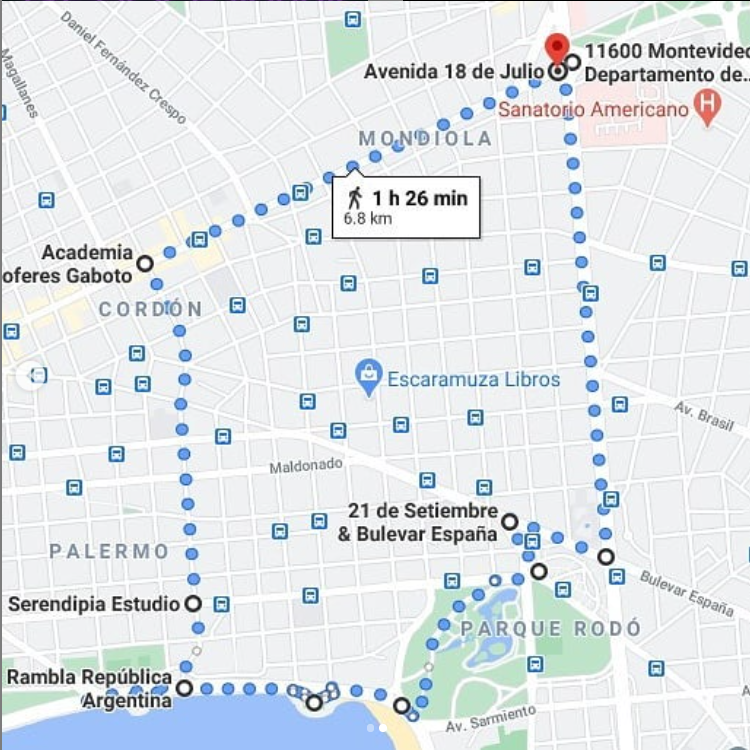 Daniel Fernández Crespo
Magallanes
Avenida 18 de Julio
11600 Montevideo
Departamento de...
Sanatorio Americano
H
MONDIOLA
1 h 26 min
6.8 km
Academia
oferes Gaboto
CORDÓN
Escaramuza Libros
Av. Brasil
Maldonado
21 de Setiembre
& Bulevar España
PALERMO
Serendipia Estudio
Bulevar España
PARQUE RODÓ
Rambla República
Argentina
Av. Sarmiento